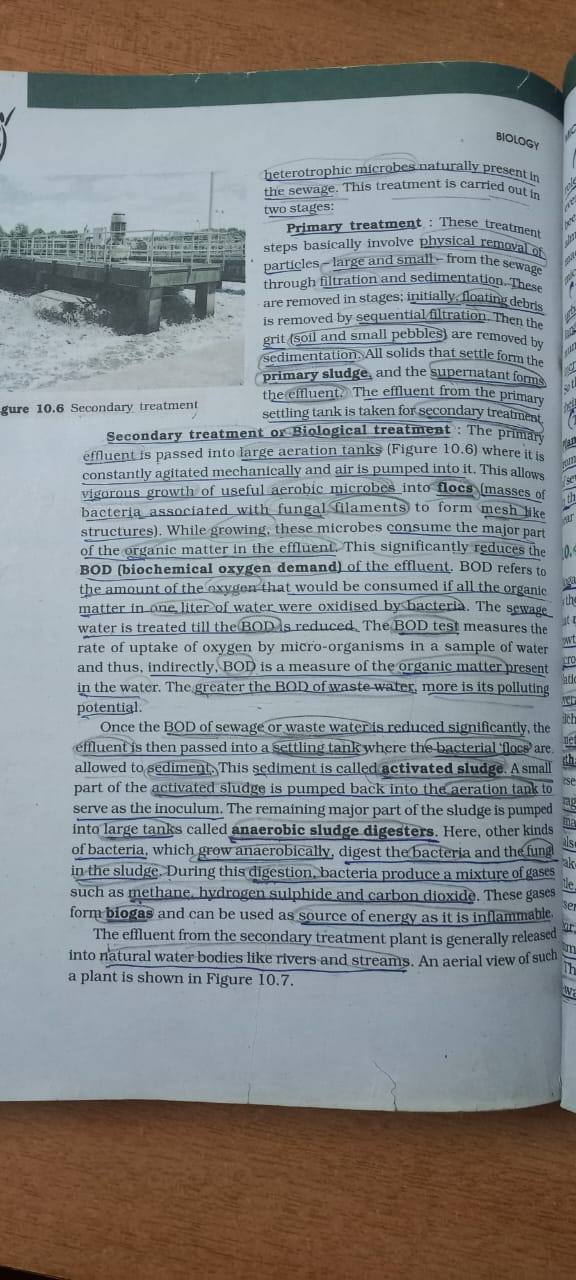 BIOLOGY
heterotrophic microbes naturally present in
the sewage. This treatment is carried out in
two stages:
Primary treatment : These treatment
steps basically involve physical removal of
particles – large and small – from the sewage
through filtration and sedimentation. These
are removed in stages; initially, floating debris
is removed by sequential filtration. Then the
grit (soil and small pebbles) are removed by
sedimentation. All solids that settle form the
primary sludge, and the supernatant forms
the effluent. The effluent from the primary
settling tank is taken for secondary treatment.
gure 10.6 Secondary treatment
Secondary treatment or Biological treatment : The primary
effluent is passed into large aeration tanks (Figure 10.6) where it is
constantly agitated mechanically and air is pumped into it. This allows
vigorous growth of useful aerobic microbes into flocs (masses of
bacteria associated with fungal filaments to form mesh like
structures). While growing, these microbes consume the major part
of the organic matter in the effluent. This significantly reduces the
BOD (biochemical oxygen demand) of the effluent. BOD refers to
the amount of the oxygen that would be consumed if all the organic
matter in one liter of water were oxidised by bacteria. The sewage
water is treated till the BOD is reduced. The BOD test measures the
rate of uptake of oxygen by micro-organisms in a sample of water
and thus, indirectly, BOD is a measure of the organic matter present
in the water. The greater the BOD of waste water, more is its polluting
potential.
Once the BOD of sewage or waste water is reduced significantly, the
effluent is then passed into a settling tank where the bacterial 'flocs' are
allowed to sediment. This sediment is called activated sludge. A small
part of the activated sludge is pumped back into the aeration tank to
serve as the inoculum. The remaining major part of the sludge is pumped
into large tanks called anaerobic sludge digesters. Here, other kinds
of bacteria, which grow anaerobically, digest the bacteria and the fungi
in the sludge. During this digestion, bacteria produce a mixture of gases
such as methane, hydrogen sulphide and carbon dioxide. These gases
form biogas and can be used as source of energy as it is inflammable.
The effluent from the secondary treatment plant is generally released
into natural water bodies like rivers and streams. An aerial view of such
a plant is shown in Figure 10.7.